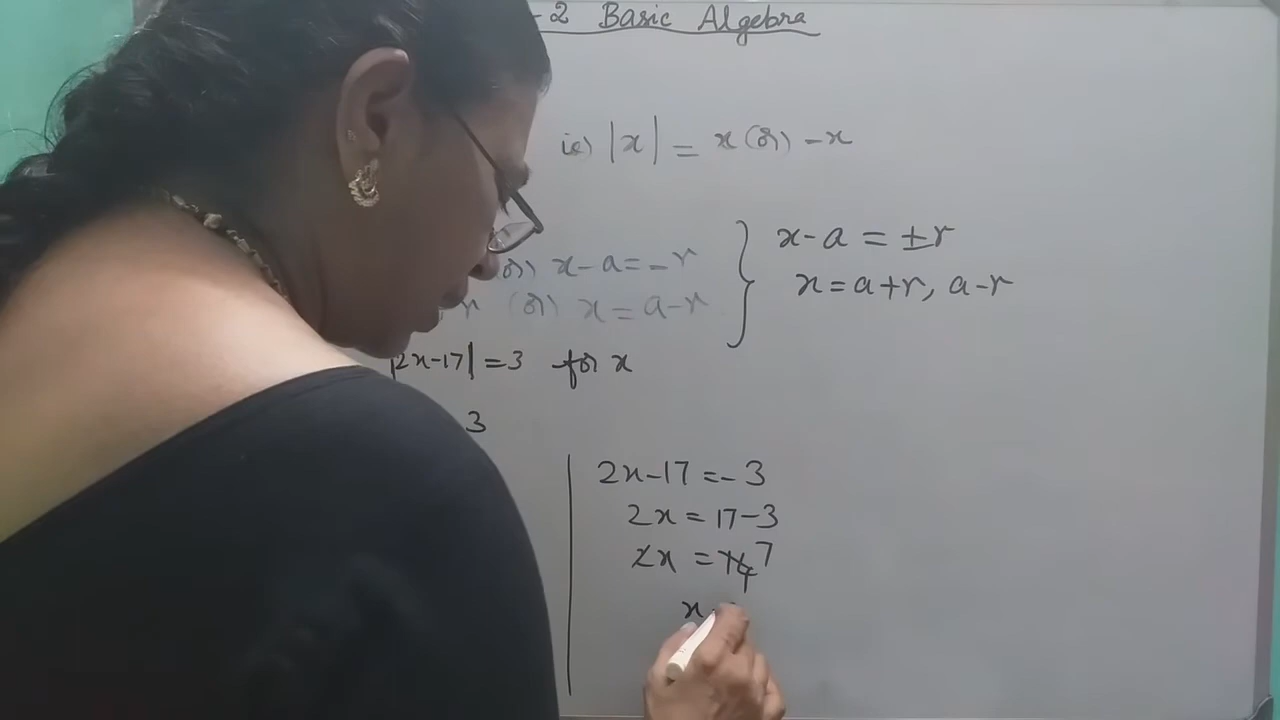 -2 Basic Algebra
ie) |x| = x (or) -x
(or) x-a = -r
r (or) x = a-r
x-a = ±r
x = a+r, a-r
|2x-17| = 3 for x
3
2x-17 = -3
2x = 17-3
2x = 14 7
x